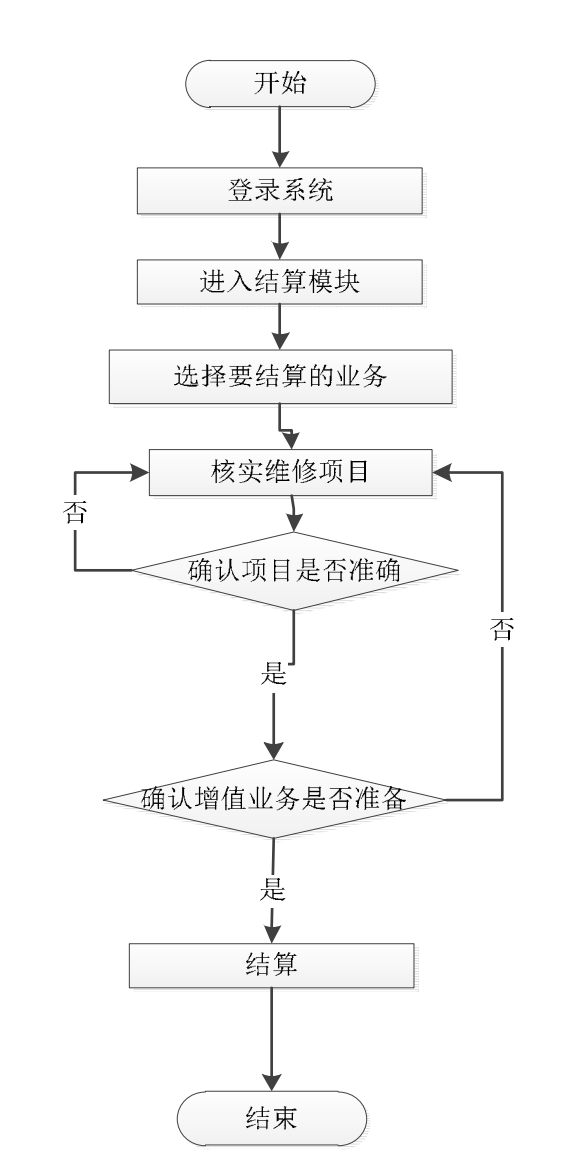 开始
登录系统
进入结算模块
选择要结算的业务
核实维修项目
否
确认项目是否准确
否
是
确认增值业务是否准备
是
结算
结束